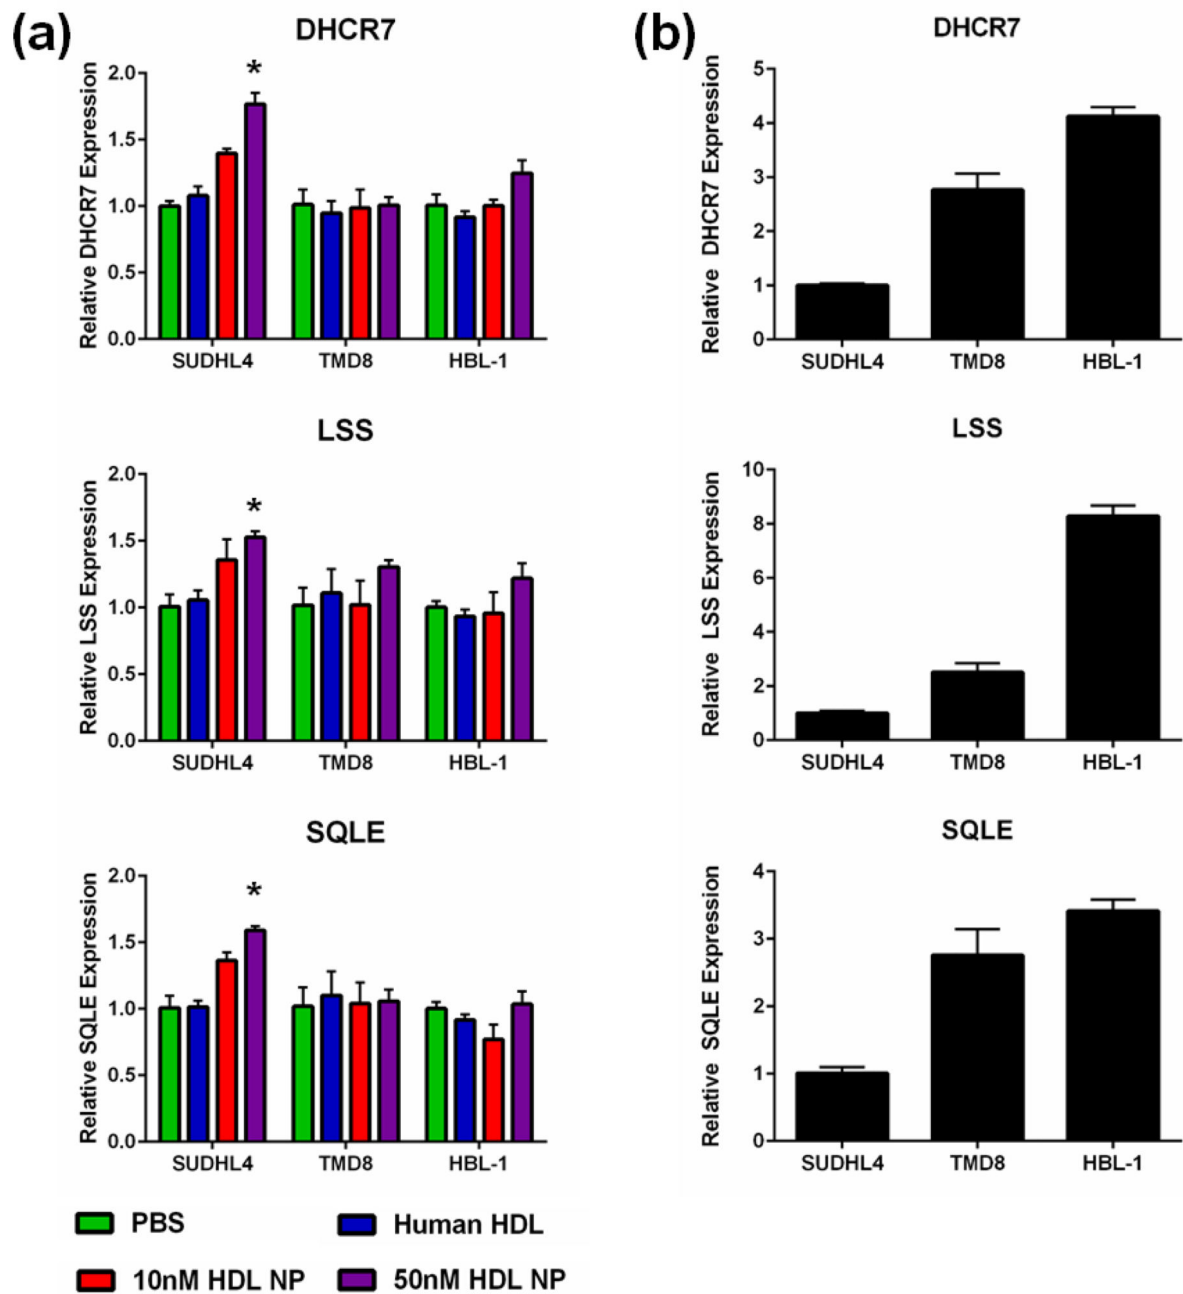 (a)
DHCR7
*
Relative DHCR7 Expression
2.0
1.5
1.0
0.5
0.0
SUDHL4 TMD8 HBL-1
LSS
*
Relative LSS Expression
2.0
1.5
1.0
0.5
0.0
SUDHL4 TMD8 HBL-1
SQLE
*
Relative SQLE Expression
2.0
1.5
1.0
0.5
0.0
SUDHL4 TMD8 HBL-1
PBS Human HDL
10nM HDL NP 50nM HDL NP
(b)
DHCR7
Relative DHCR7 Expression
5
4
3
2
1
0
SUDHL4 TMD8 HBL-1
LSS
Relative LSS Expression
10
8
6
4
2
0
SUDHL4 TMD8 HBL-1
SQLE
Relative SQLE Expression
4
3
2
1
0
SUDHL4 TMD8 HBL-1